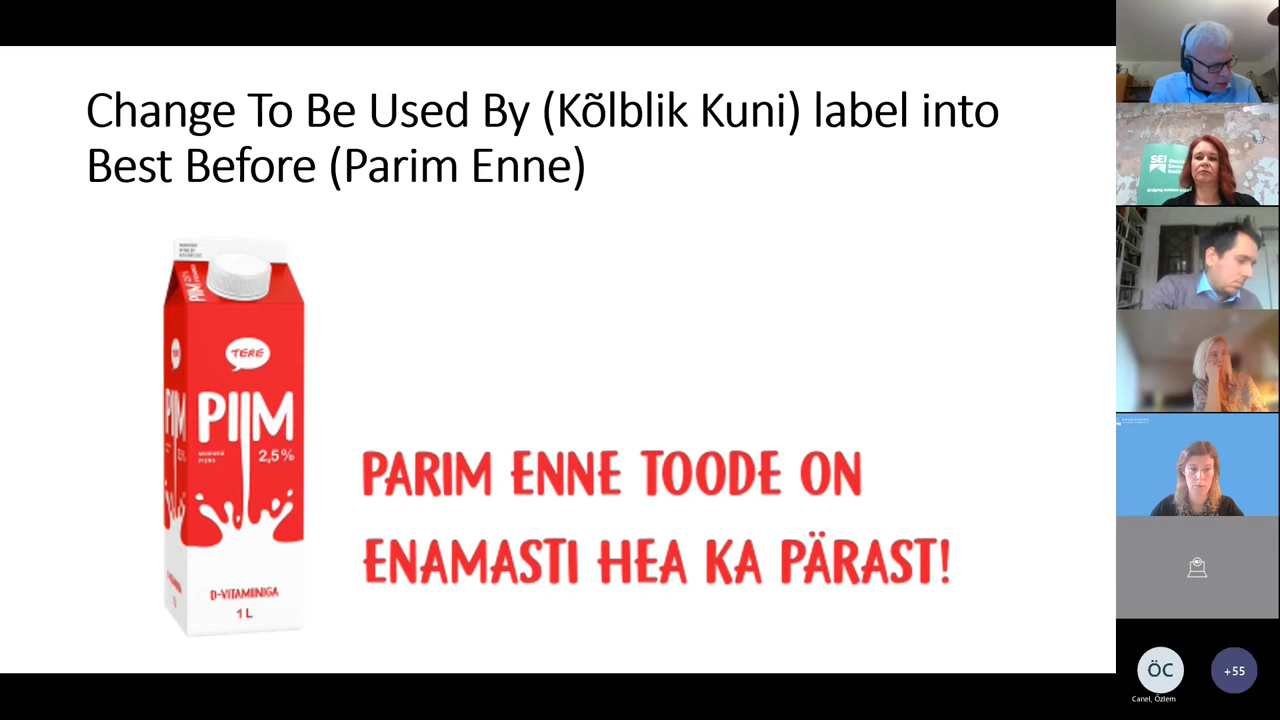 Change To Be Used By (Kõlblik Kuni) label into
Best Before (Parim Enne)
TERE
PIIM
2,5%
D-VITAMIINIGA
1 L
PARIM ENNE TOODE ON
ENAMASTI HEA KA PÄRAST!
SEI
ÖC
+55
Canel, Özlem